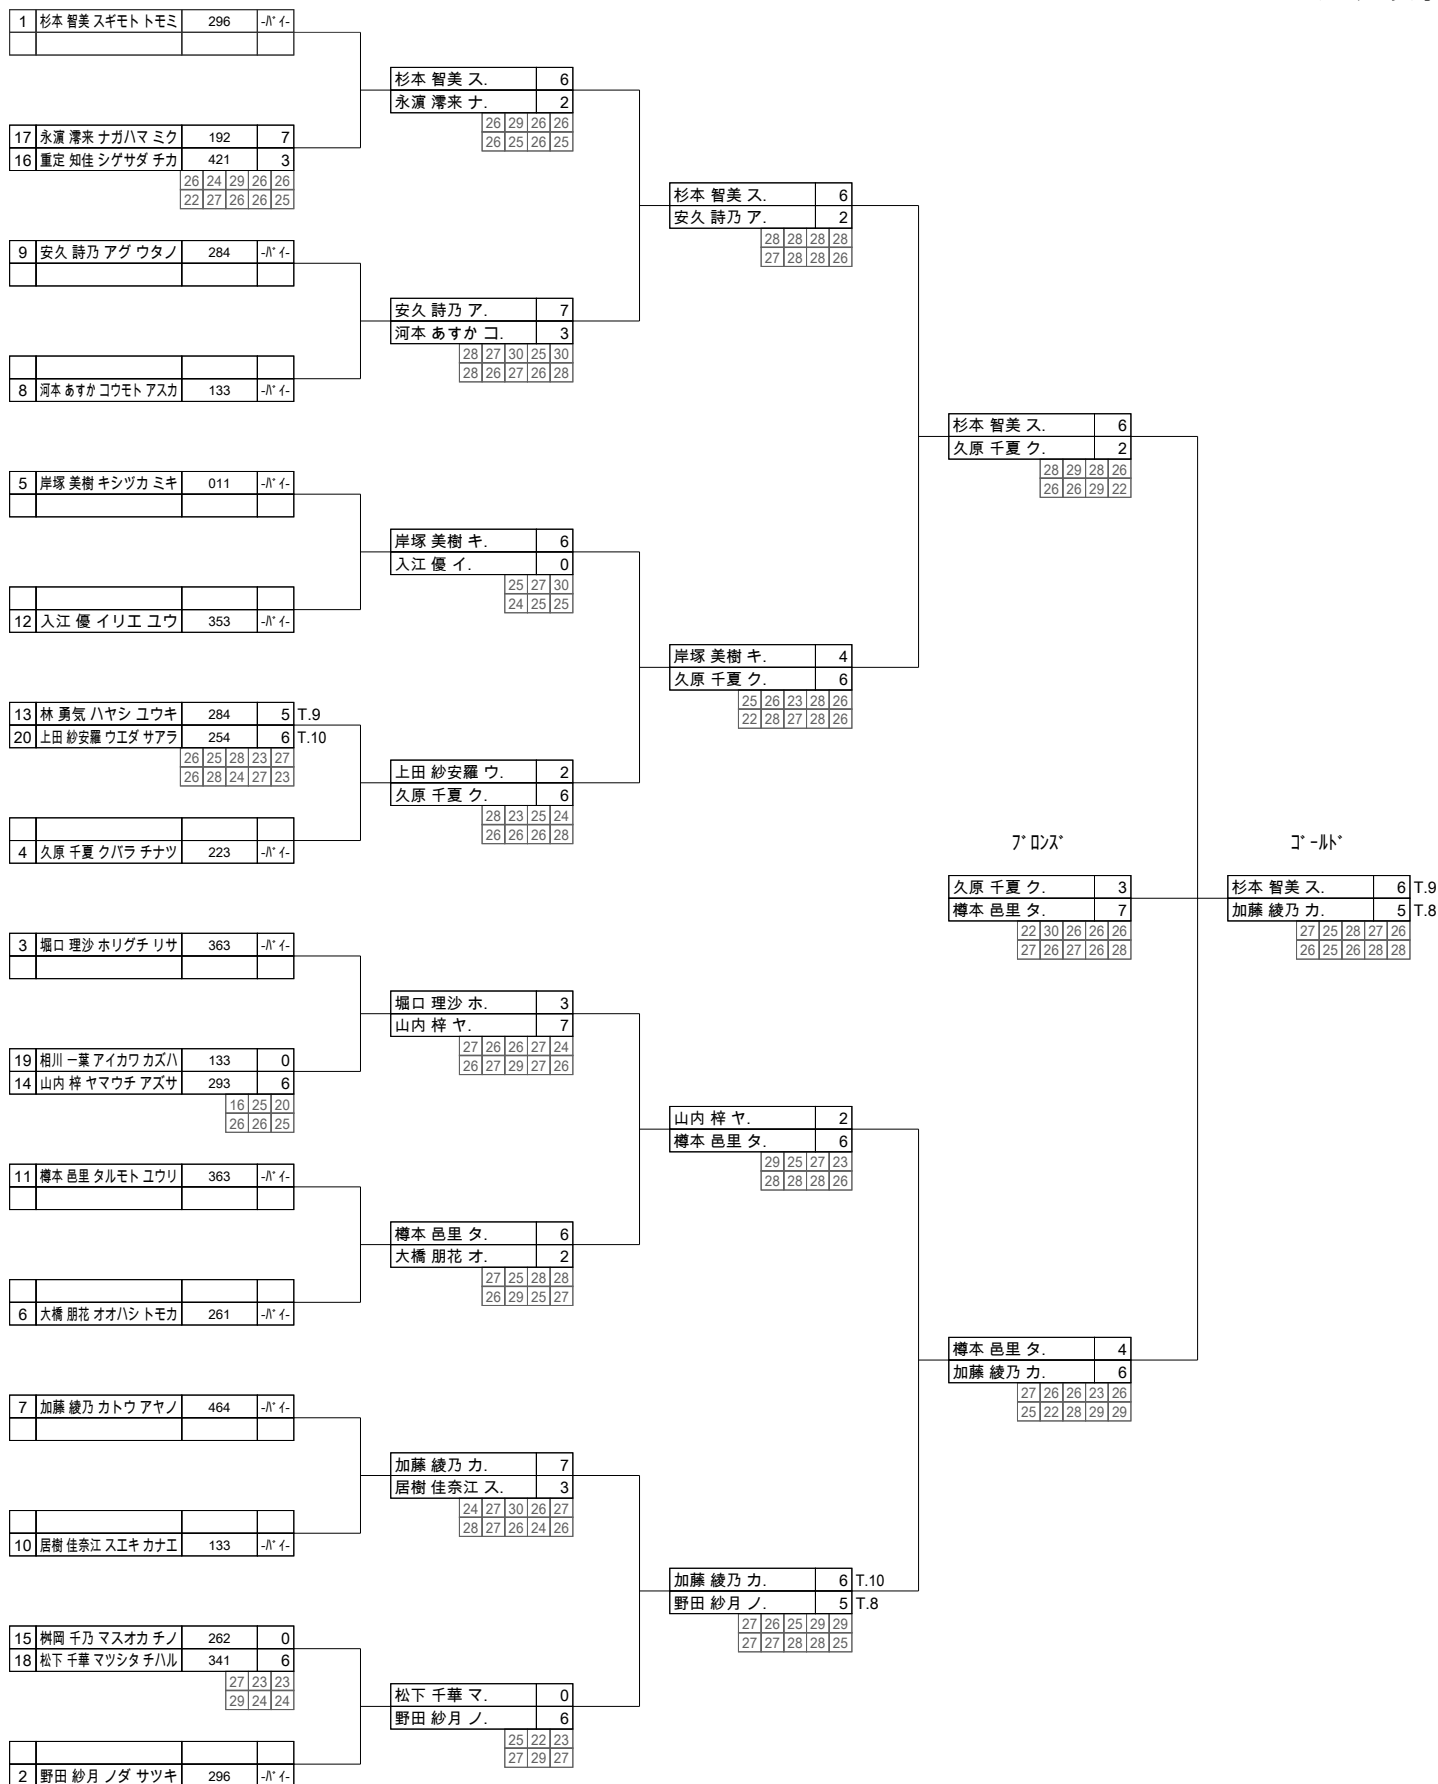 1 杉本 智美 スギモト トモミ 296 -ﾊﾞｲ-
杉本 智美 ス. 6
永濵 澪来 ナ. 2
26 29 26 26
26 25 26 25
17 永濵 澪来 ナガハマ ミク 192 7
16 重定 知佳 シゲサダ チカ 421 3
26 24 29 26 26
22 27 26 26 25
杉本 智美 ス. 6
安久 詩乃 ア. 2
28 28 28 28
27 28 28 26
9 安久 詩乃 アグ ウタノ 284 -ﾊﾞｲ-
安久 詩乃 ア. 7
河本 あすか コ. 3
28 27 30 25 30
28 26 27 26 28
8 河本 あすか コウモト アスカ 133 -ﾊﾞｲ-
杉本 智美 ス. 6
久原 千夏 ク. 2
28 29 28 26
26 26 29 22
5 岸塚 美樹 キシヅカ ミキ 011 -ﾊﾞｲ-
岸塚 美樹 キ. 6
入江 優 イ. 0
25 27 30
24 25 25
12 入江 優 イリエ ユウ 353 -ﾊﾞｲ-
岸塚 美樹 キ. 4
久原 千夏 ク. 6
25 26 23 28 26
22 28 27 28 26
13 林 勇気 ハヤシ ユウキ 284 5 T.9
20 上田 紗安羅 ウエダ サアラ 254 6 T.10
26 25 28 23 27
26 28 24 27 23
上田 紗安羅 ウ. 2
久原 千夏 ク. 6
28 23 25 24
26 26 26 28
4 久原 千夏 クバラ チナツ 223 -ﾊﾞｲ-
ﾌﾞﾛﾝｽﾞ
ｺﾞｰﾙﾄﾞ
久原 千夏 ク. 3
樽本 邑里 タ. 7
22 30 26 26 26
27 26 27 26 28
杉本 智美 ス. 6 T.9
加藤 綾乃 カ. 5 T.8
27 25 28 27 26
26 25 26 28 28
3 堀口 理沙 ホリグチ リサ 363 -ﾊﾞｲ-
堀口 理沙 ホ. 3
山内 梓 ヤ. 7
27 26 26 27 24
26 27 29 27 26
19 相川 一葉 アイカワ カズハ 133 0
14 山内 梓 ヤマウチ アズサ 293 6
16 25 20
26 26 25
山内 梓 ヤ. 2
樽本 邑里 タ. 6
29 25 27 23
28 28 28 26
11 樽本 邑里 タルモト ユウリ 363 -ﾊﾞｲ-
樽本 邑里 タ. 6
大橋 朋花 オ. 2
27 25 28 28
26 29 25 27
6 大橋 朋花 オオハシ トモカ 261 -ﾊﾞｲ-
樽本 邑里 タ. 4
加藤 綾乃 カ. 6
27 26 26 23 26
25 22 28 29 29
7 加藤 綾乃 カトウ アヤノ 464 -ﾊﾞｲ-
加藤 綾乃 カ. 7
居樹 佳奈江 ス. 3
24 27 30 26 27
28 27 26 24 26
10 居樹 佳奈江 スエキ カナエ 133 -ﾊﾞｲ-
加藤 綾乃 カ. 6 T.10
野田 紗月 ノ. 5 T.8
27 26 25 29 29
27 27 28 28 25
15 桝岡 千乃 マスオカ チノ 262 0
18 松下 千華 マツシタ チハル 341 6
27 23 23
29 24 24
松下 千華 マ. 0
野田 紗月 ノ. 6
25 22 23
27 29 27
2 野田 紗月 ノダ サツキ 296 -ﾊﾞｲ-